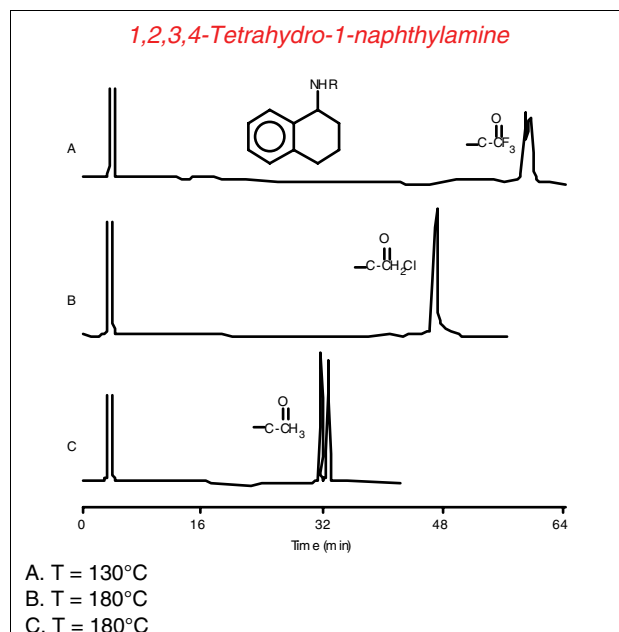 1,2,3,4-Tetrahydro-1-naphthylamine
NHR
A
O
C-CF3
O
C-CH2Cl
B
O
C-CH3
C
0 16 32 48 64
Time (min)
A. T = 130°C
B. T = 180°C
C. T = 180°C